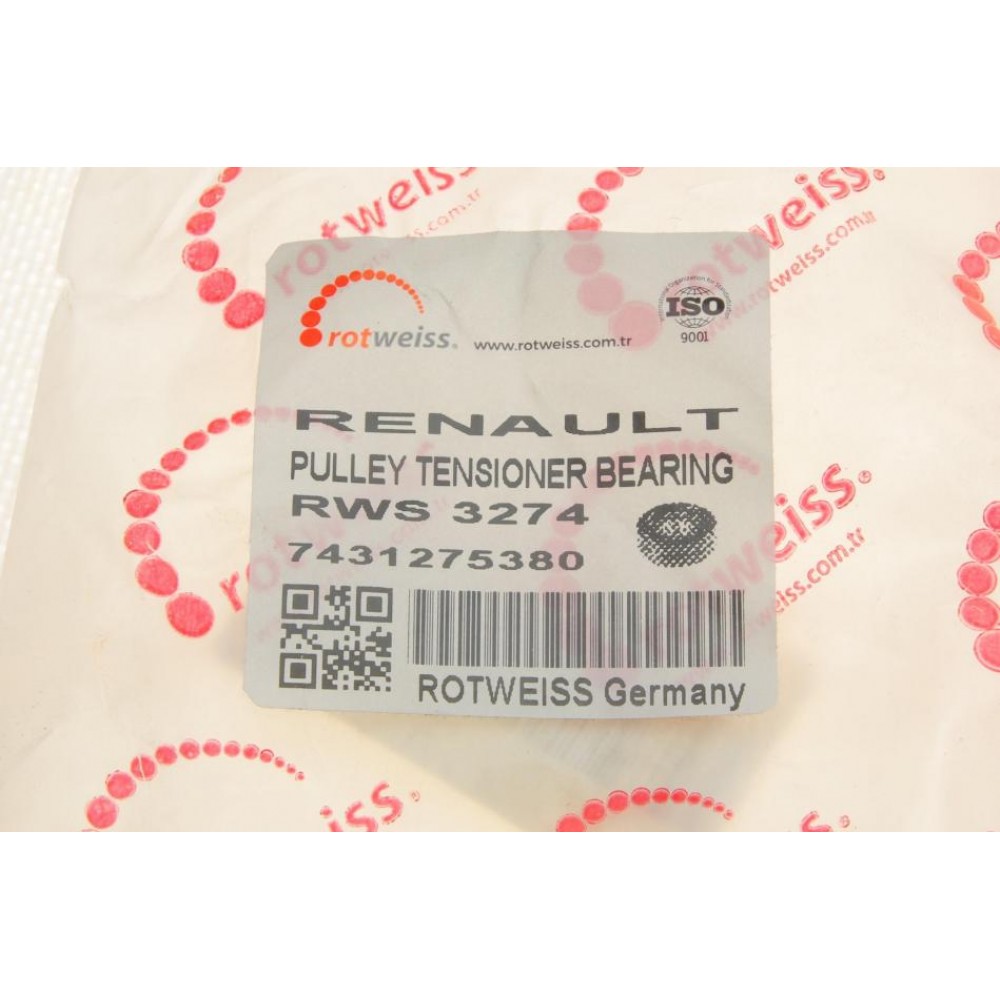 rotweiss.
rotweiss.com.tr
rotweiss.
rotweiss.com.tr
rotweiss.
www.rotweiss.com.tr
ISO
9001
RENAULT
PULLEY TENSIONER BEARING
RWS 3274
7431275380
ROTWEISS Germany